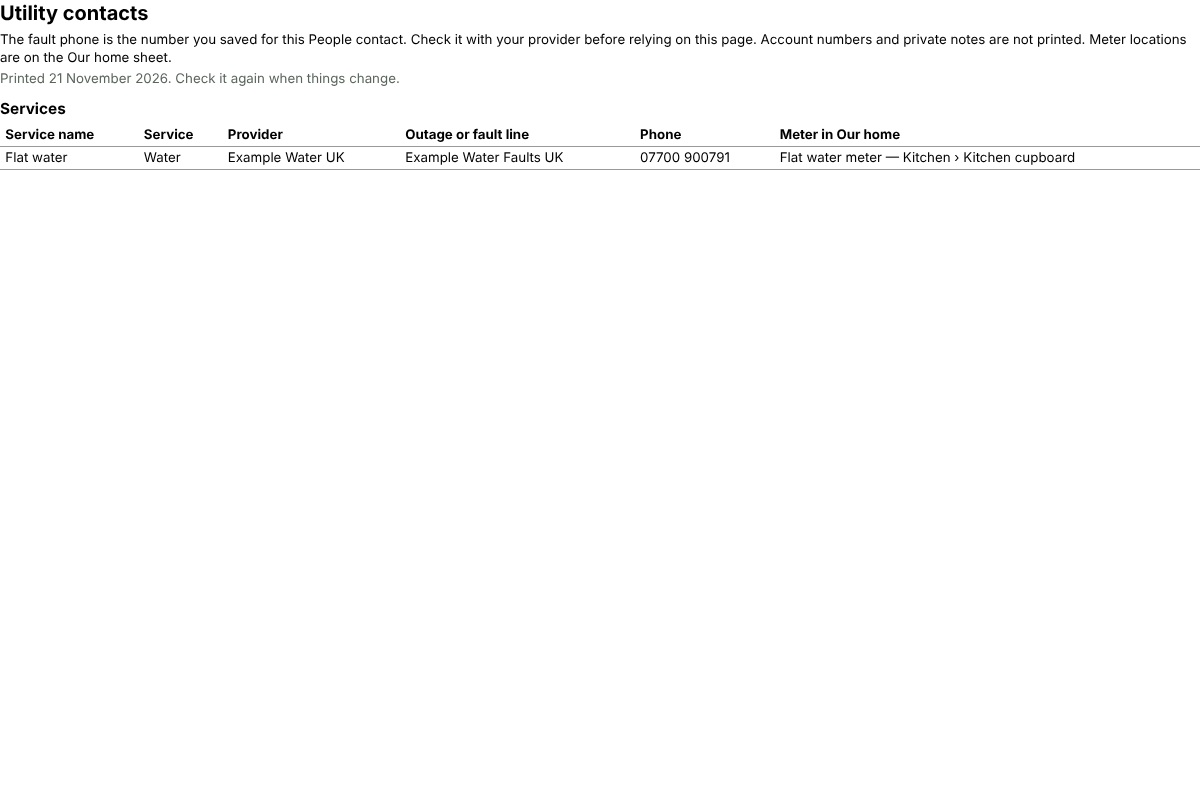 Utility contacts
The fault phone is the number you saved for this People contact. Check it with your provider before relying on this page. Account numbers and private notes are not printed. Meter locations
are on the Our home sheet.
Printed 21 November 2026. Check it again when things change.
Services
Service name Service Provider Outage or fault line Phone Meter in Our home
Flat water Water Example Water UK Example Water Faults UK 07700 900791 Flat water meter — Kitchen › Kitchen cupboard